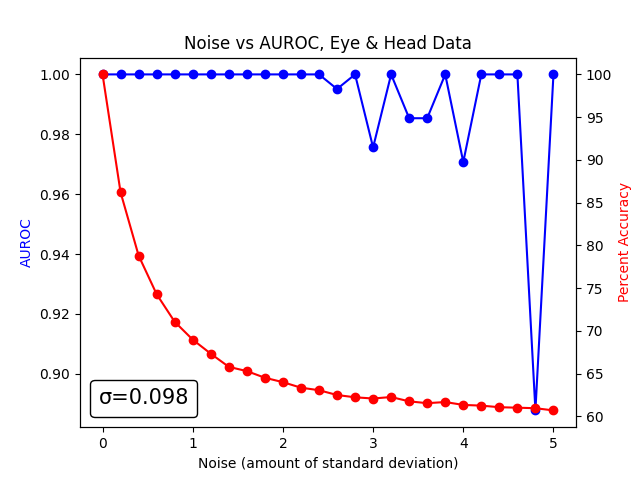 Noise vs AUROC, Eye & Head Data
1.00
0.98
0.96
0.94
0.92
0.90
AUROC
100
95
90
85
80
75
70
65
60
Percent Accuracy
σ=0.098
0 1 2 3 4 5
Noise (amount of standard deviation)